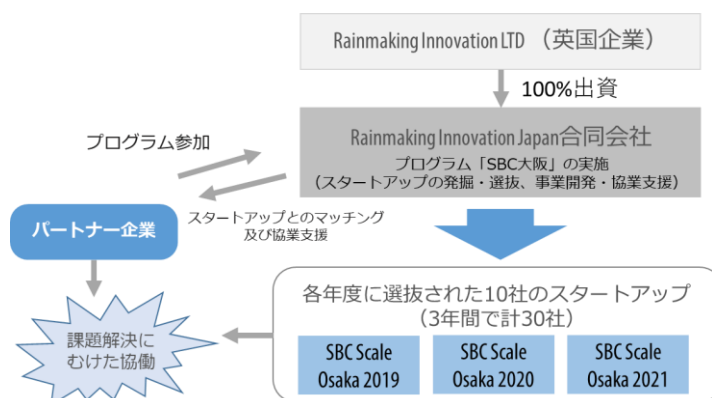 Rainmaking Innovation LTD (英国企業)
100%出資
Rainmaking Innovation Japan合同会社
プログラム「SBC大阪」の実施
(スタートアップの発掘・選抜、事業開発・協業支援)
プログラム参加
スタートアップとのマッチング
及び協業支援
パートナー企業
各年度に選抜された10社のスタートアップ
(3年間で計30社)
SBC Scale
Osaka 2019
SBC Scale
Osaka 2020
SBC Scale
Osaka 2021
課題解決に
むけた協働